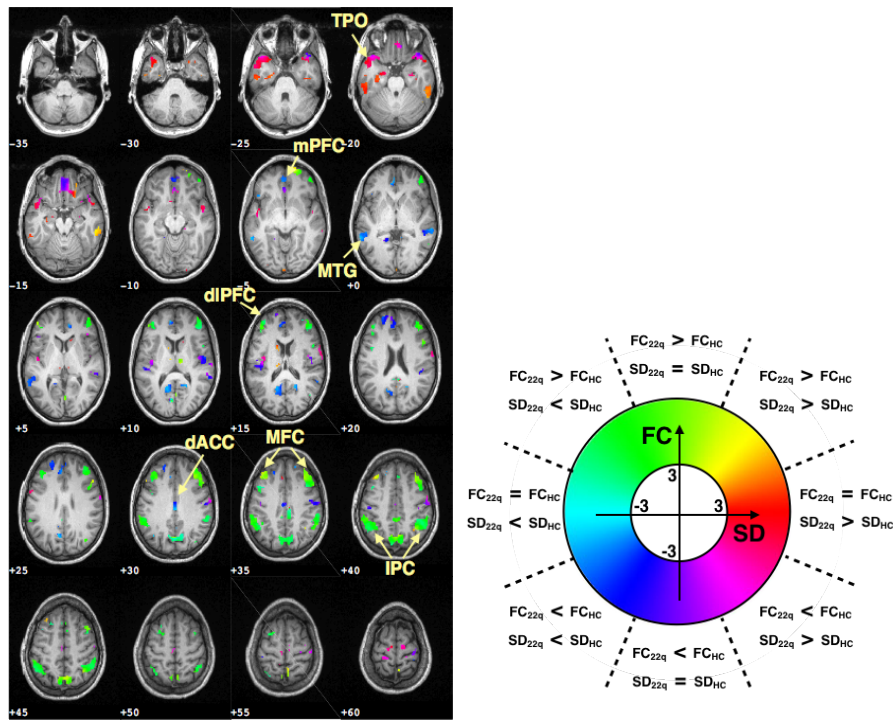 TPO
-35
-30
-25
-20
mPFC
-15
-10
-5
+0
MTG
dlPFC
+5
+10
+15
+20
dACC
MFC
+25
+30
+35
+40
IPC
+45
+50
+55
+60
FC22q > FCHC
SD22q = SDHC
FC22q > FCHC
SD22q < SDHC
FC22q > FCHC
SD22q > SDHC
FC
3
-3
3
SD
-3
FC22q = FCHC
SD22q < SDHC
FC22q = FCHC
SD22q > SDHC
FC22q < FCHC
SD22q < SDHC
FC22q < FCHC
SD22q > SDHC
FC22q < FCHC
SD22q = SDHC